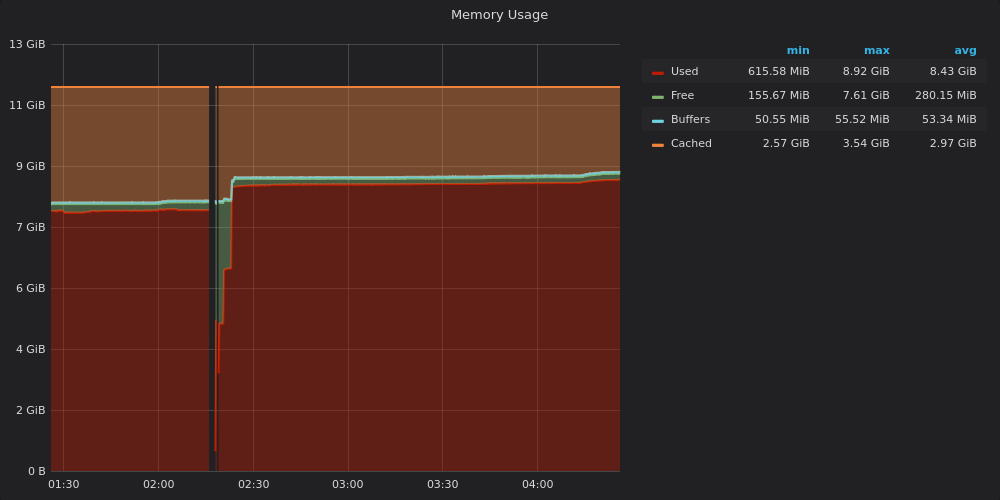 Memory Usage
13 GiB
11 GiB
9 GiB
7 GiB
6 GiB
4 GiB
2 GiB
0 B
01:30 02:00 02:30 03:00 03:30 04:00
min max avg
Used 615.58 MiB 8.92 GiB 8.43 GiB
Free 155.67 MiB 7.61 GiB 280.15 MiB
Buffers 50.55 MiB 55.52 MiB 53.34 MiB
Cached 2.57 GiB 3.54 GiB 2.97 GiB